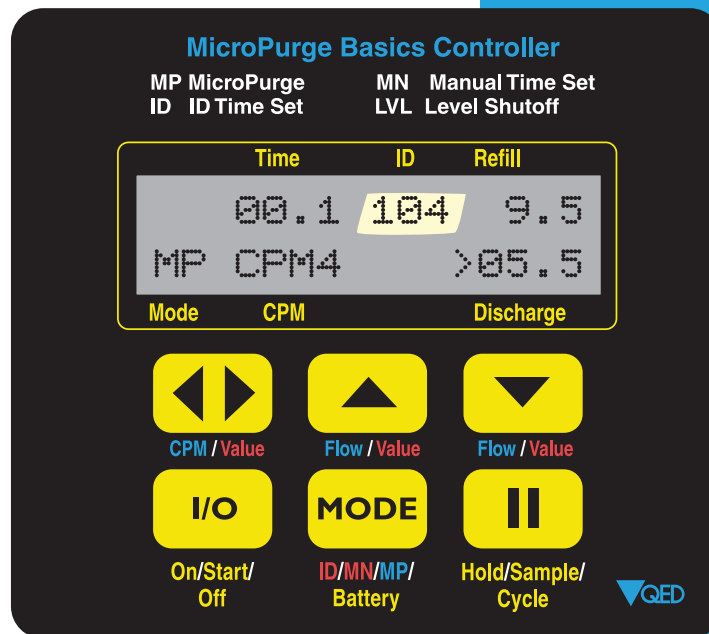 MicroPurge Basics Controller
MP MicroPurge MN Manual Time Set
ID ID Time Set LVL Level Shutoff
Time ID Refill
00.1 104 9.5
MP CPM4 >05.5
Mode CPM Discharge
CPM / Value Flow / Value Flow / Value
I/O MODE
On/Start/ ID/MN/MP/ Hold/Sample/
Off Battery Cycle
QED